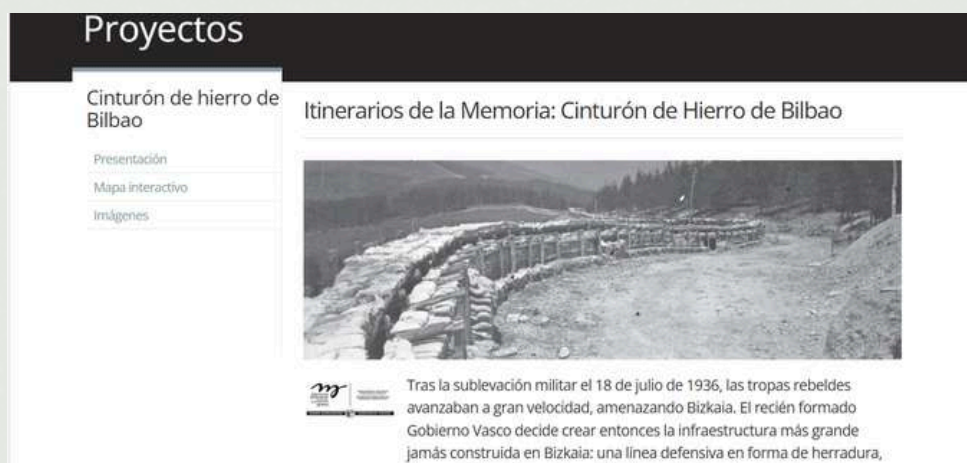 Proyectos
Cinturón de hierro de
Bilbao
Presentación
Mapa interactivo
Imágenes
Itinerarios de la Memoria: Cinturón de Hierro de Bilbao
Tras la sublevación militar el 18 de julio de 1936, las tropas rebeldes
avanzaban a gran velocidad, amenazando Bizkaia. El recién formado
Gobierno Vasco decide crear entonces la infraestructura más grande
jamás construida en Bizkaia: una línea defensiva en forma de herradura,